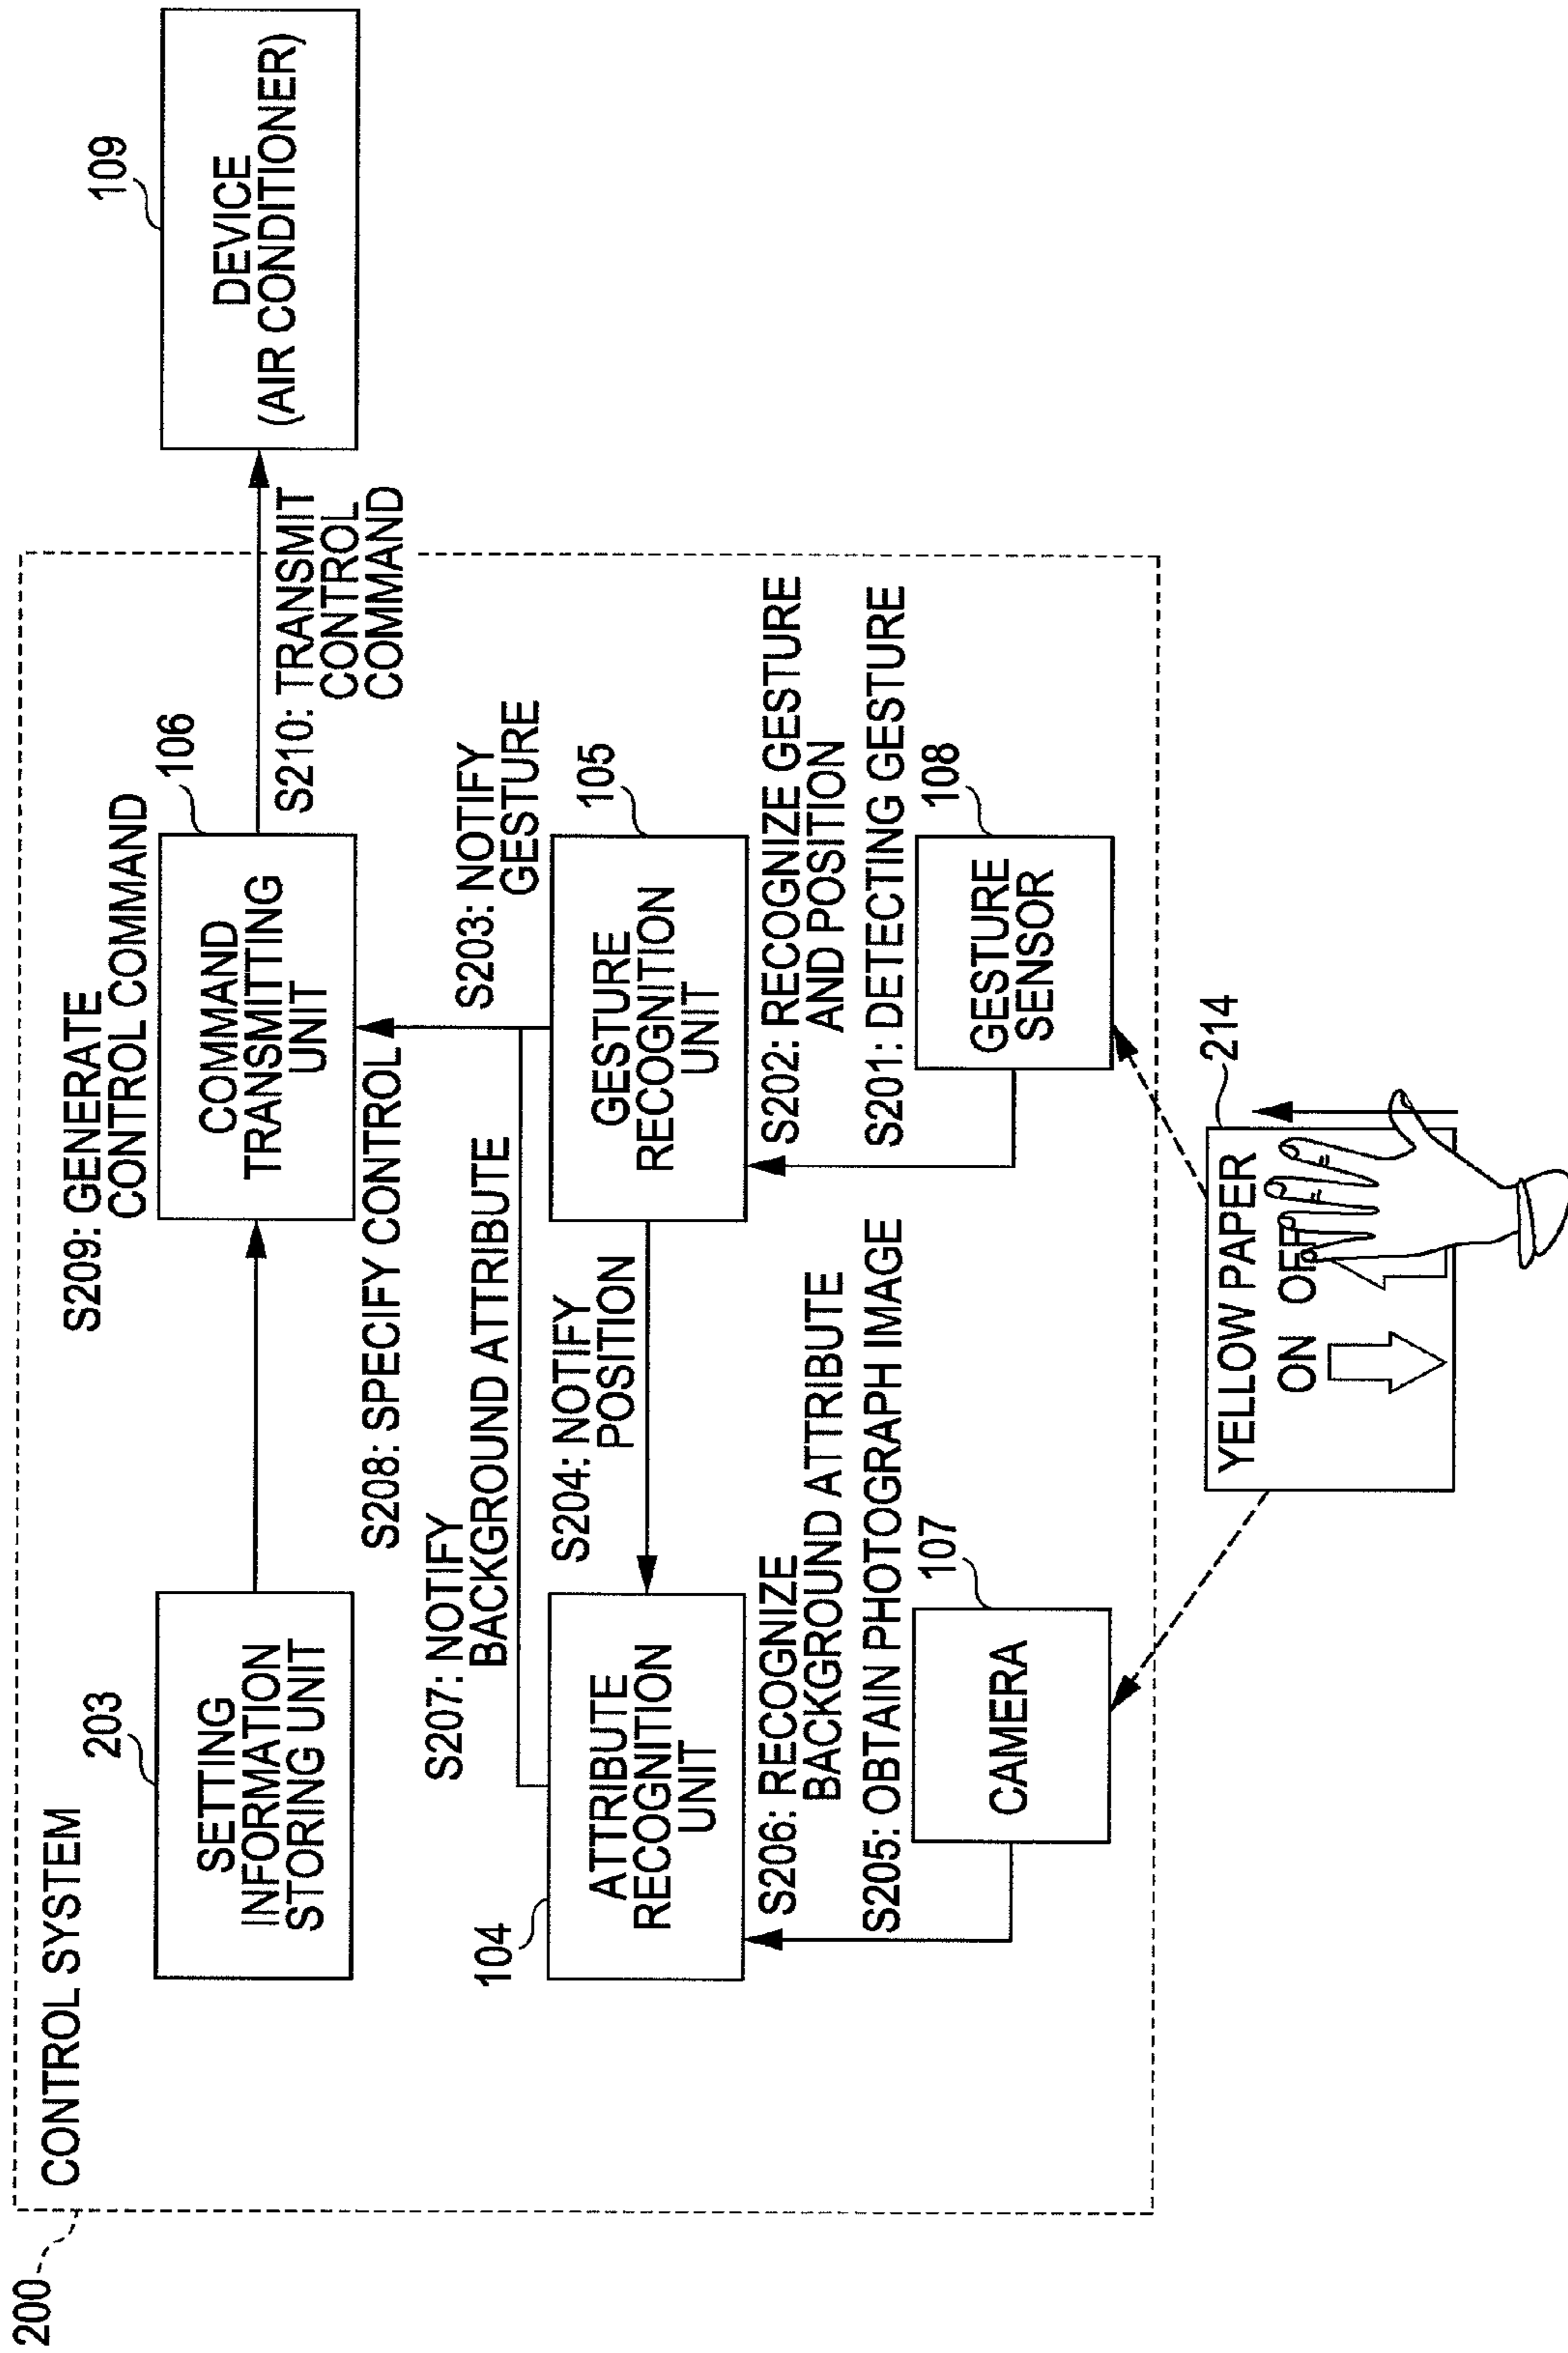 200
CONTROL SYSTEM
203
SETTING
INFORMATION
STORING UNIT
S209: GENERATE
CONTROL COMMAND
106
COMMAND
TRANSMITTING
UNIT
S210: TRANSMIT
CONTROL
COMMAND
109
DEVICE
(AIR CONDITIONER)
S208: SPECIFY CONTROL
S207: NOTIFY
BACKGROUND ATTRIBUTE
S203: NOTIFY
GESTURE
104
ATTRIBUTE
RECOGNITION
UNIT
S204: NOTIFY
POSITION
105
GESTURE
RECOGNITION
UNIT
S206: RECOGNIZE
BACKGROUND ATTRIBUTE
S205: OBTAIN PHOTOGRAPH IMAGE
S202: RECOGNIZE GESTURE
AND POSITION
S201: DETECTING GESTURE
107
CAMERA
108
GESTURE
SENSOR
214
YELLOW PAPER
ON OFF